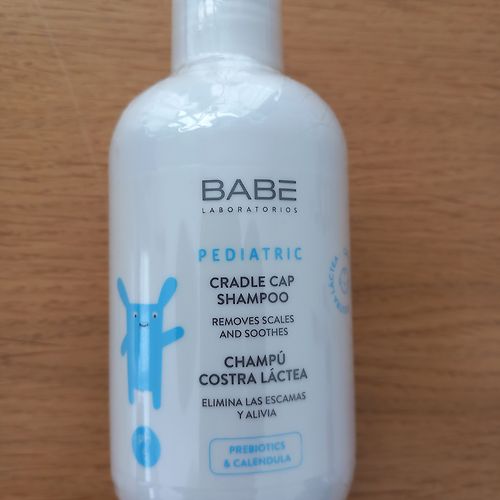 BABE
LABORATORIOS
PEDIATRIC
CRADLE CAP
SHAMPOO
REMOVES SCALES
AND SOOTHES
CHAMPÚ
COSTRA LÁCTEA
ELIMINA LAS ESCAMAS
Y ALIVIA
PREBIOTICS
& CALENDULA
LÁCTEA